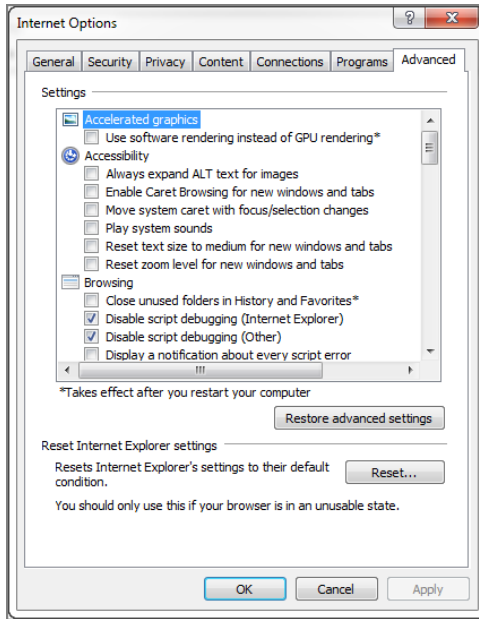 Internet Options
General Security Privacy Content Connections Programs Advanced
Settings
Accelerated graphics
Use software rendering instead of GPU rendering*
Accessibility
Always expand ALT text for images
Enable Caret Browsing for new windows and tabs
Move system caret with focus/selection changes
Play system sounds
Reset text size to medium for new windows and tabs
Reset zoom level for new windows and tabs
Browsing
Close unused folders in History and Favorites*
Disable script debugging (Internet Explorer)
Disable script debugging (Other)
Display a notification about every script error
*Takes effect after you restart your computer
Restore advanced settings
Reset Internet Explorer settings
Resets Internet Explorer's settings to their default
condition.
Reset...
You should only use this if your browser is in an unusable state.
OK Cancel Apply